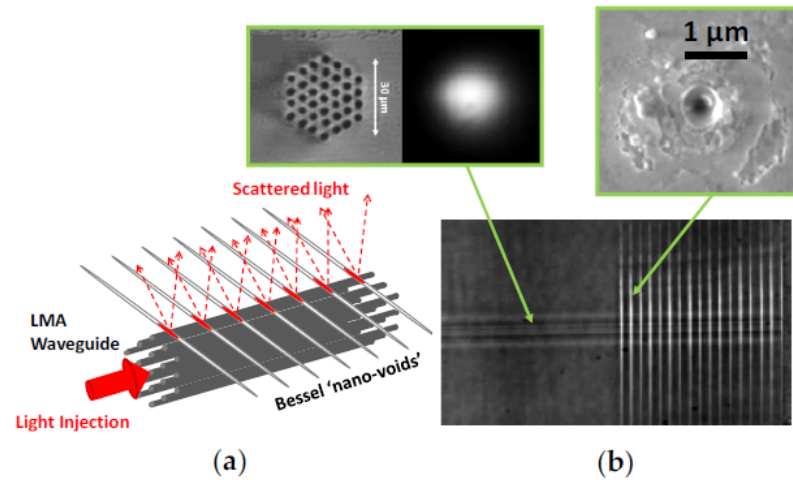 1 µm
30 µm
Scattered light
LMA
Waveguide
Bessel ‘nano-voids’
Light Injection
(a)
(b)